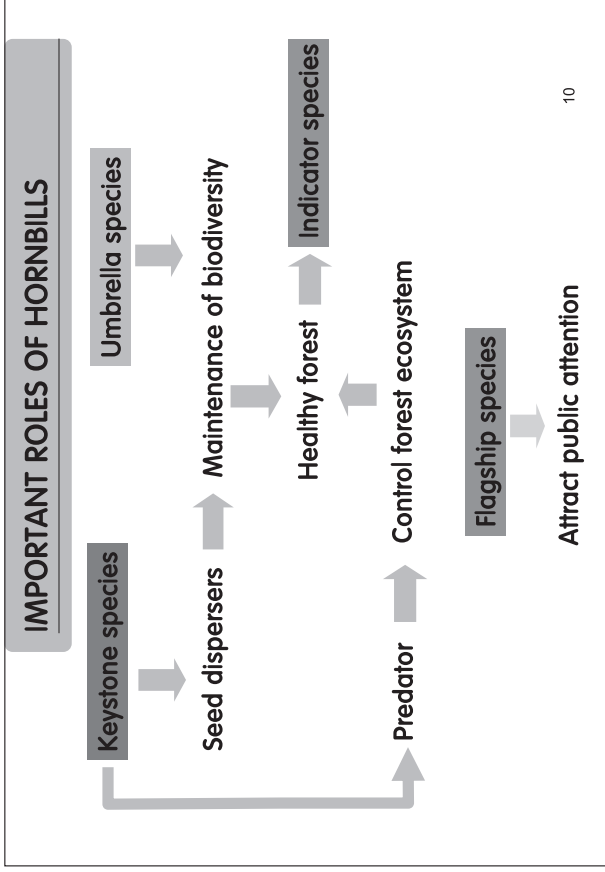 IMPORTANT ROLES OF HORNBILLS
Keystone species
Umbrella species
Seed dispersers
Maintenance of biodiversity
Healthy forest
Indicator species
Predator
Control forest ecosystem
Flagship species
Attract public attention
10